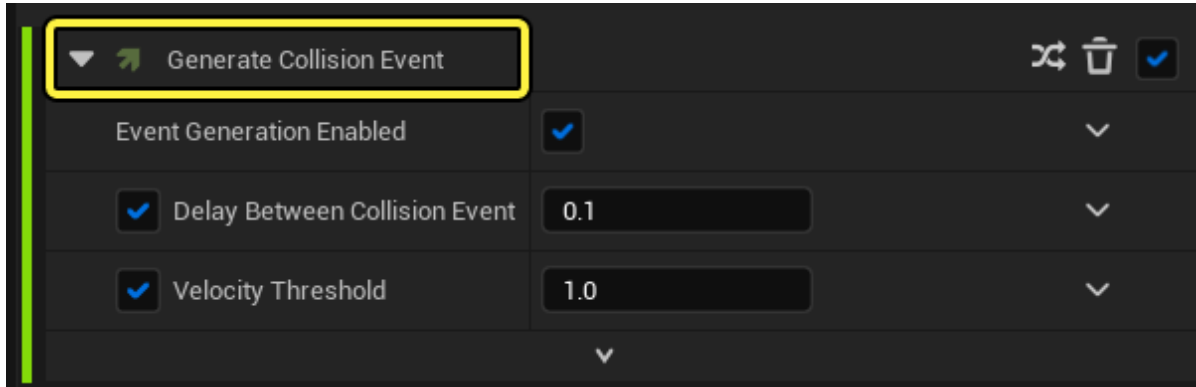 Generate Collision Event
Event Generation Enabled
Delay Between Collision Event 0.1
Velocity Threshold 1.0